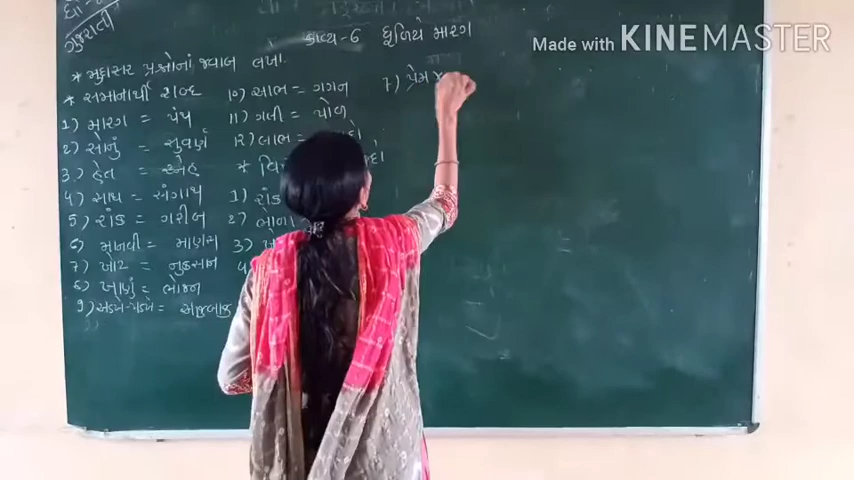 ધો-
ગુજરાતી
કાવ્ય-6 ધૂળિયે મારગ
* મુદ્દાસર પ્રશ્નોનાં જવાબ લખો.
* સમાનાર્થી શબ્દ
1) મારગ = પંથ
2) સોનું = સુવર્ણ
3) હેત = સ્નેહ
4) સાથ = સંગાથ
5) રાંક = ગરીબ
6) માનવી = માણસ
7) ખોટ = નુકસાન
8) ખાણું = ભોજન
9) અડખે-પડખે = આજુબાજુ
10) આભ = ગગન
11) ગલી = પોળ
12) લાભ =
*
1) રાંક
2)
3)
7) પ્રેમ x
Made with KINEMASTER